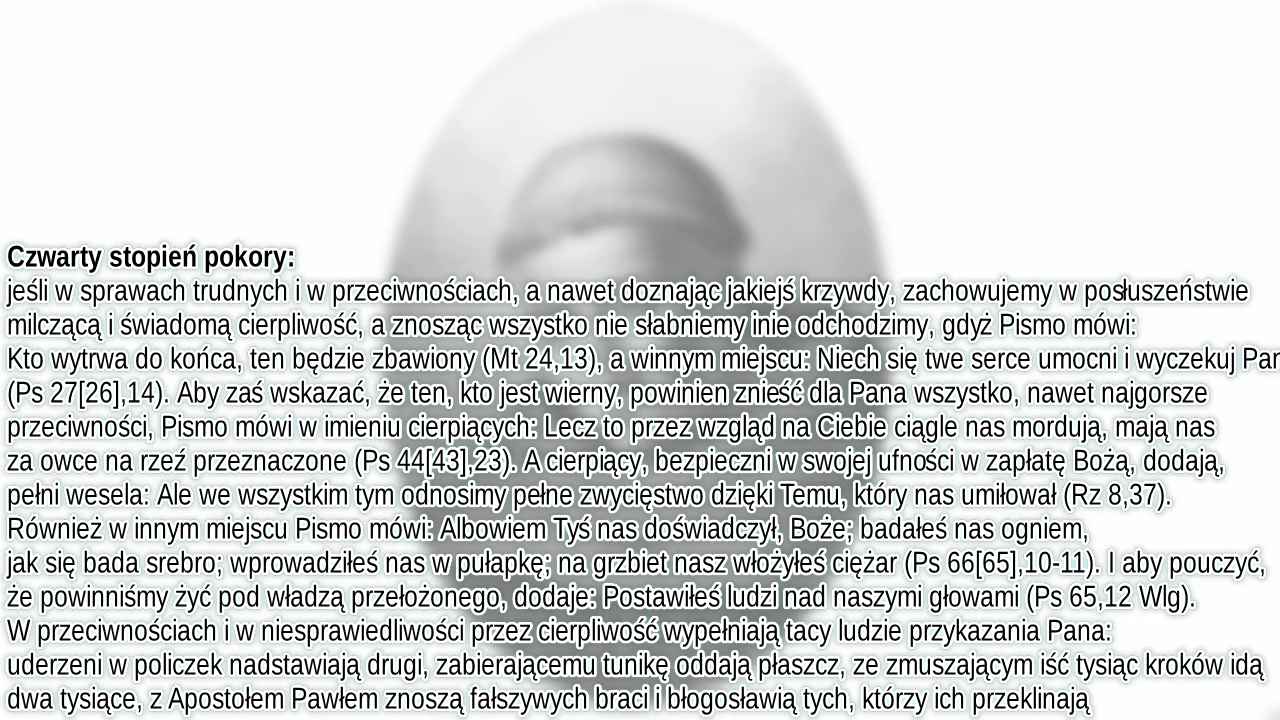 Czwarty stopień pokory:
jeśli w sprawach trudnych i w przeciwnościach, a nawet doznając jakiejś krzywdy, zachowujemy w posłuszeństwie
milczącą i świadomą cierpliwość, a znosząc wszystko nie słabniemy inie odchodzimy, gdyż Pismo mówi:
Kto wytrwa do końca, ten będzie zbawiony (Mt 24,13), a winnym miejscu: Niech się twe serce umocni i wyczekuj
(Ps 27[26],14). Aby zaś wskazać, że ten, kto jest wierny, powinien znieść dla Pana wszystko, nawet najgorsze
przeciwności, Pismo mówi w imieniu cierpiących: Lecz to przez wzgląd na Ciebie ciągle nas mordują, mają nas
za owce na rzeź przeznaczone (Ps 44[43],23). A cierpiący, bezpieczni w swojej ufności w zapłatę Bożą, dodają,
pełni wesela: Ale we wszystkim tym odnosimy pełne zwycięstwo dzięki Temu, który nas umiłował (Rz 8,37).
Również w innym miejscu Pismo mówi: Albowiem Tyś nas doświadczył, Boże; badałeś nas ogniem,
jak się bada srebro; wprowadziłeś nas w pułapkę; na grzbiet nasz włożyłeś ciężar (Ps 66[65],10-11). I aby pouczyć,
że powinniśmy żyć pod władzą przełożonego, dodaje: Postawiłeś ludzi nad naszymi głowami (Ps 65,12 Wlg).
W przeciwnościach i w niesprawiedliwości przez cierpliwość wypełniają tacy ludzie przykazania Pana:
uderzeni w policzek nadstawiają drugi, zabierającemu tunikę oddają płaszcz, ze zmuszającym iść tysiąc kroków idą
dwa tysiące, z Apostołem Pawłem znoszą fałszywych braci i błogosławią tych, którzy ich przeklinają